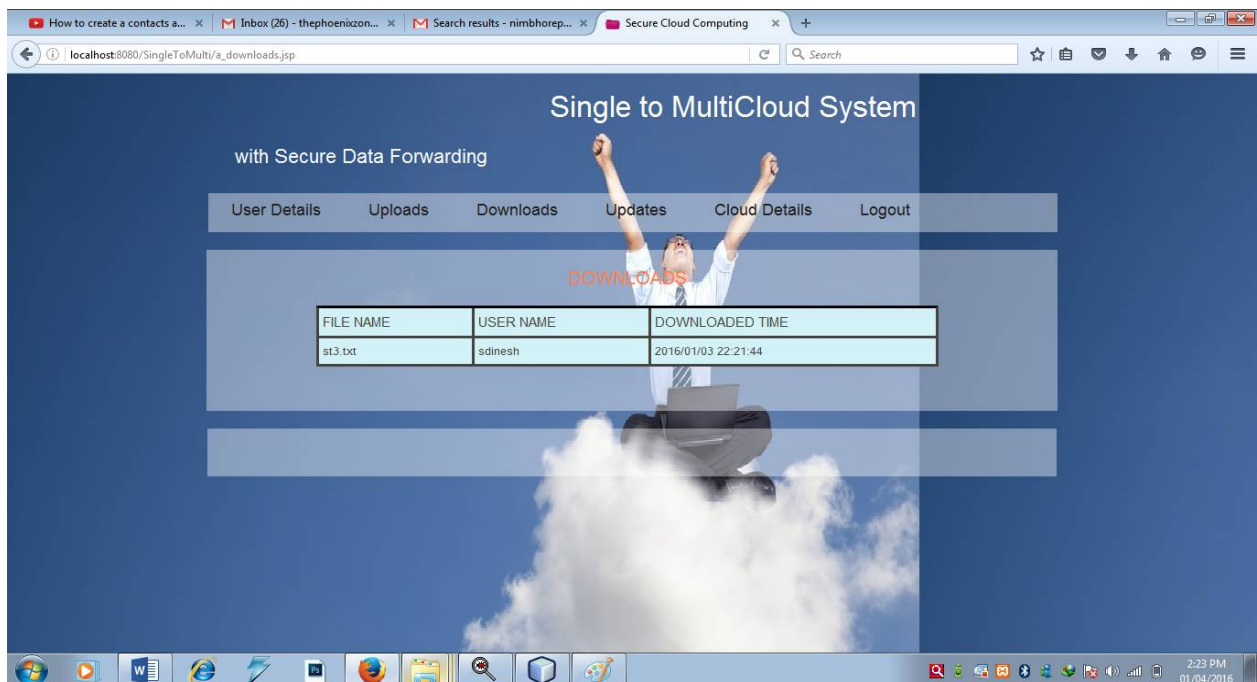 How to create a contacts a...
Inbox (26) - thephoenixzon...
Search results - nimbhorep...
Secure Cloud Computing
localhost:8080/SingleToMulti/a_downloads.jsp
Search
Single to MultiCloud System
with Secure Data Forwarding
User Details Uploads Downloads Updates Cloud Details Logout
DOWNLOADS
FILE NAME USER NAME DOWNLOADED TIME
st3.txt sdinesh 2016/01/03 22:21:44
W Ps
2:23 PM
01/04/2016